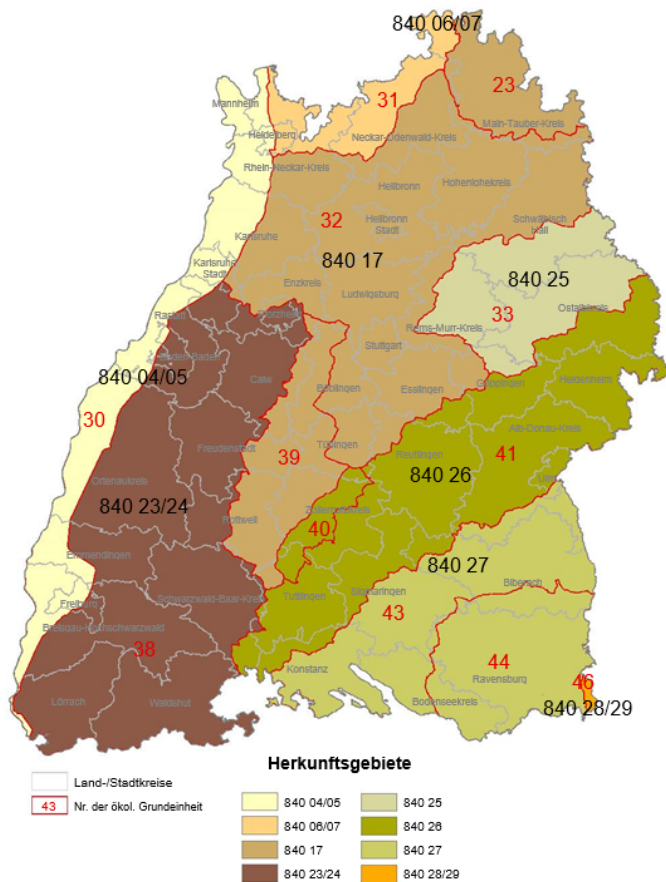 840 06/07
23
31
Mannheim
Main-Tauber-Kreis
Heidelberg
Neckar-Odenwald-Kreis
Rhein-Neckar-Kreis
Heilbronn
Hohenlohekreis
32
Heilbronn
Stadt
Schwäbisch
Hall
Karlsruhe
840 17
Karlsruhe
Stadt
840 25
Enzkreis
Ludwigsburg
Ostalbkreis
Rastatt
Pforzheim
33
Rems-Murr-Kreis
Stuttgart
Baden-Baden
840 04/05
Calw
Böblingen
Esslingen
Göppingen
Heidenheim
30
Alb-Donau-Kreis
Freudenstadt
Tübingen
39
Reutlingen
41
840 26
Ulm
Ortenaukreis
840 23/24
Zollernalbkreis
Rottweil
40
Emmendingen
840 27
Biberach
Schwarzwald-Baar-Kreis
Tuttlingen
Sigmaringen
Freiburg
43
Breisgau-Hochschwarzwald
38
Konstanz
44
Ravensburg
46
Lörrach
Waldshut
Bodenseekreis
840 28/29
Herkunftsgebiete
Land-/Stadtkreise
43 Nr. der ökol. Grundeinheit
840 04/05
840 06/07
840 17
840 23/24
840 25
840 26
840 27
840 28/29